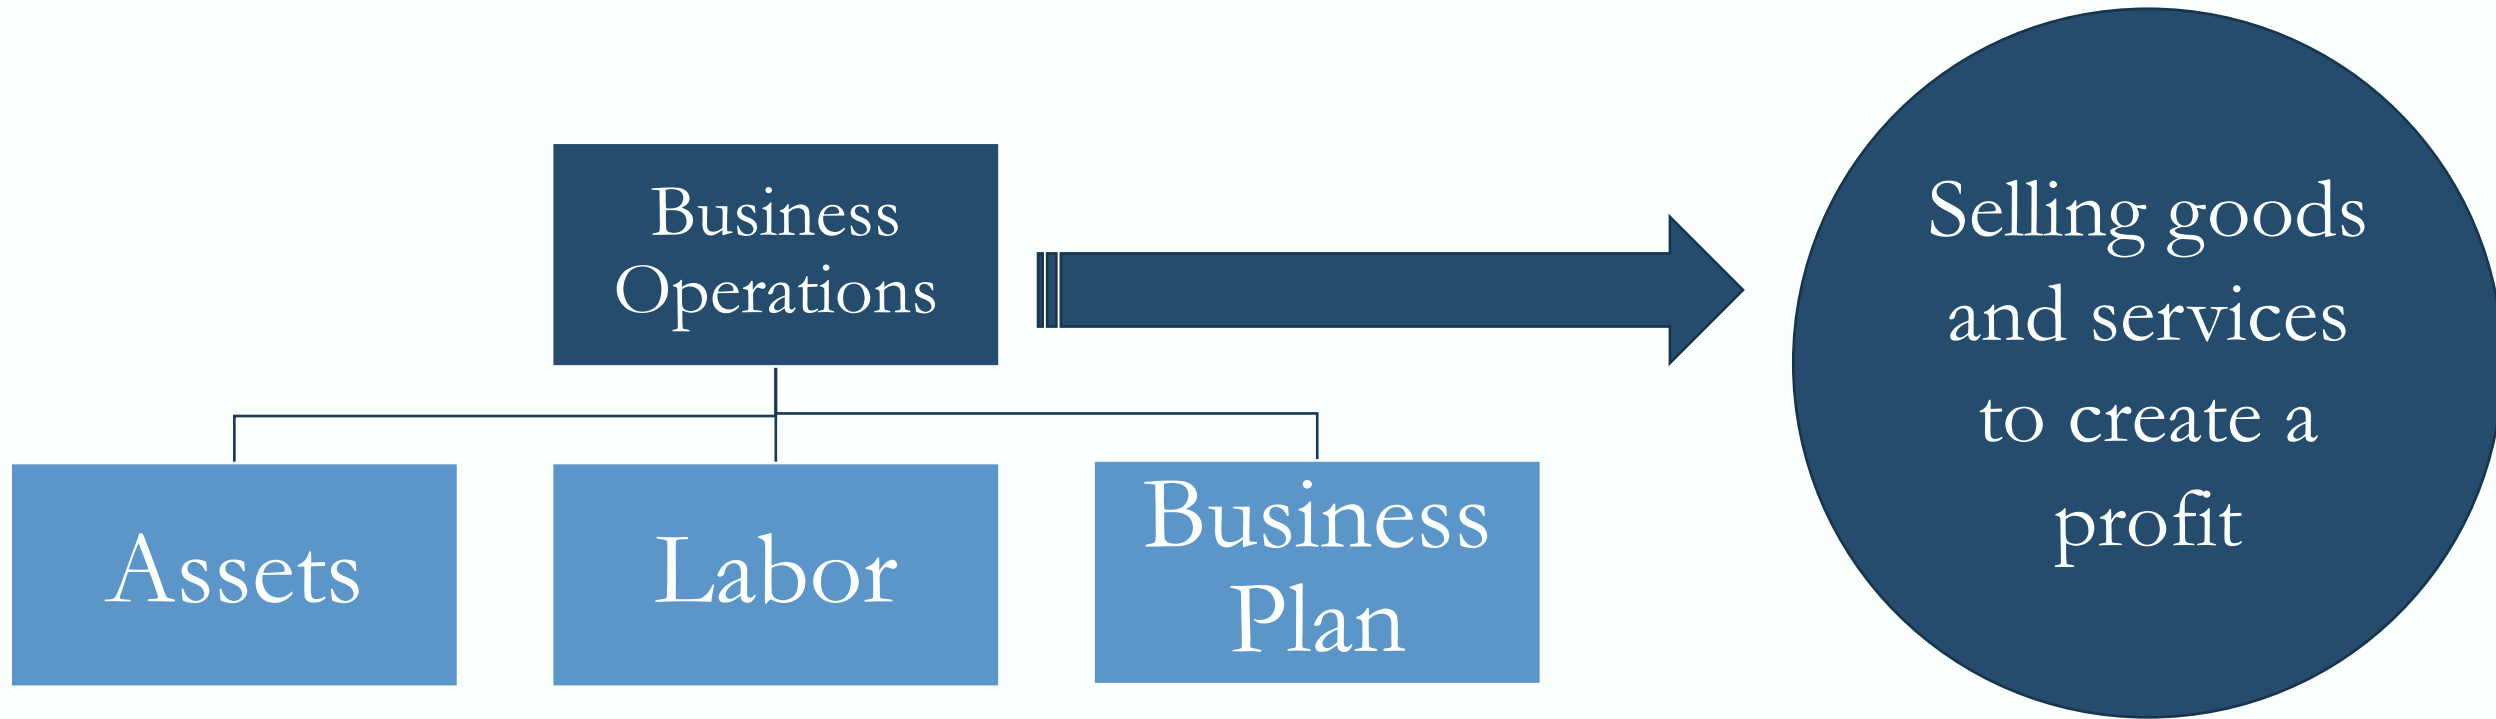 Business
Operations
Selling goods
and services
to create a
profit
Assets
Labor
Business
Plan